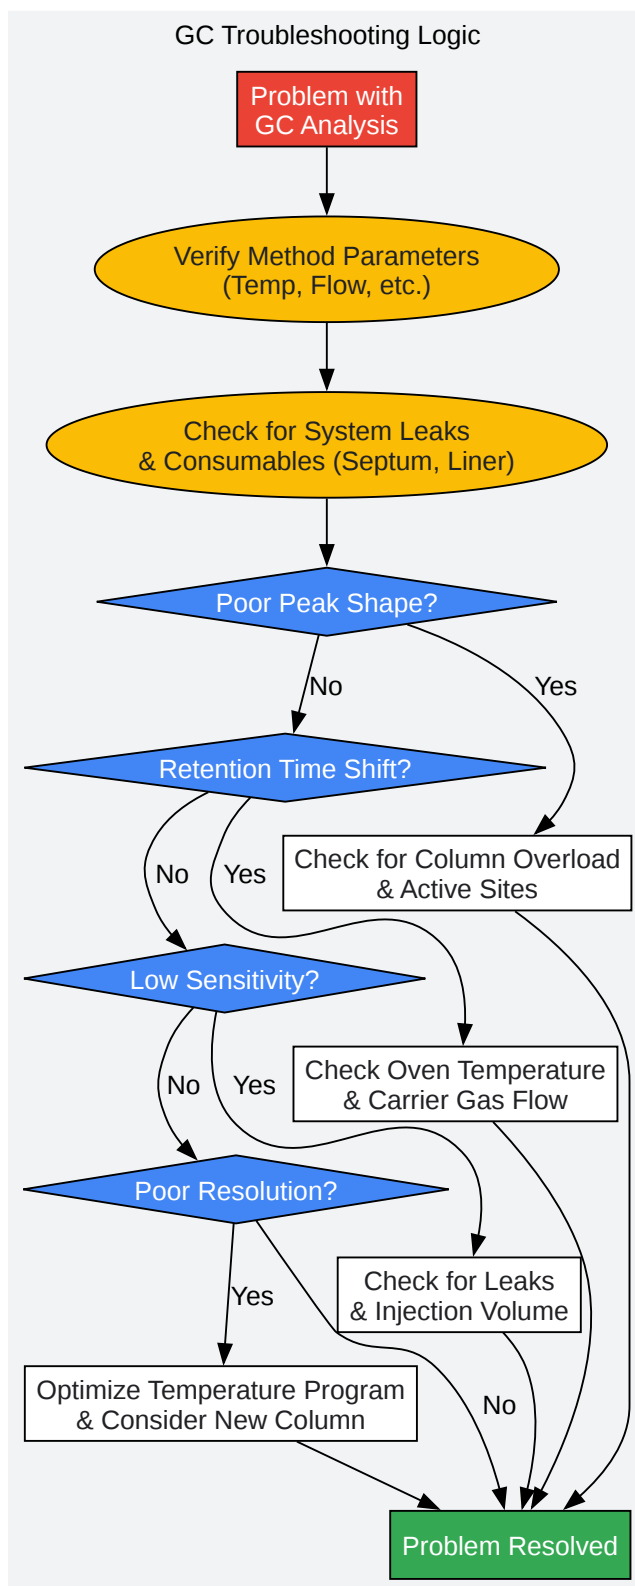 GC Troubleshooting Logic
Problem with
GC Analysis
Verify Method Parameters
(Temp, Flow, etc.)
Check for System Leaks
& Consumables (Septum, Liner)
Poor Peak Shape?
No
Yes
Retention Time Shift?
Check for Column Overload
& Active Sites
No
Yes
Low Sensitivity?
Check Oven Temperature
& Carrier Gas Flow
No
Yes
Poor Resolution?
Check for Leaks
& Injection Volume
Yes
Optimize Temperature Program
& Consider New Column
No
Problem Resolved